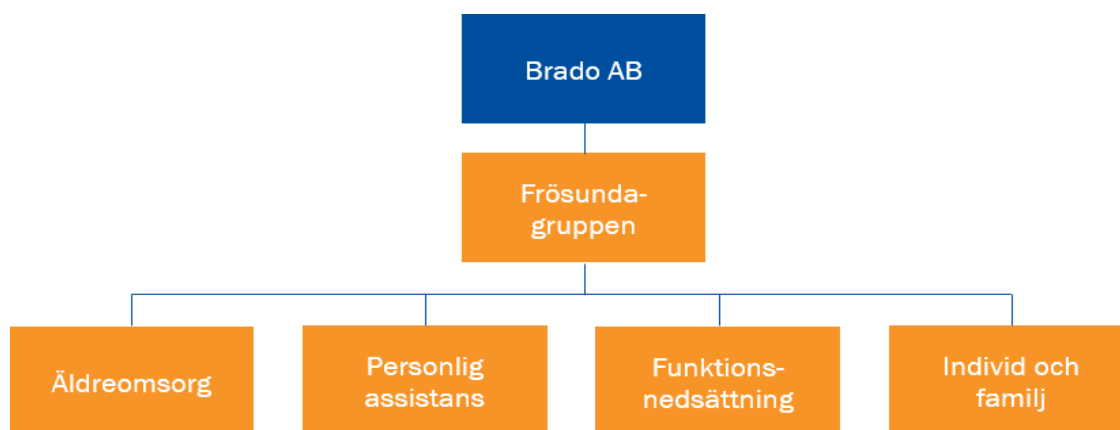 Brado AB
Frösunda-
gruppen
Äldreomsorg
Personlig
assistans
Funktions-
nedsättning
Individ och
familj